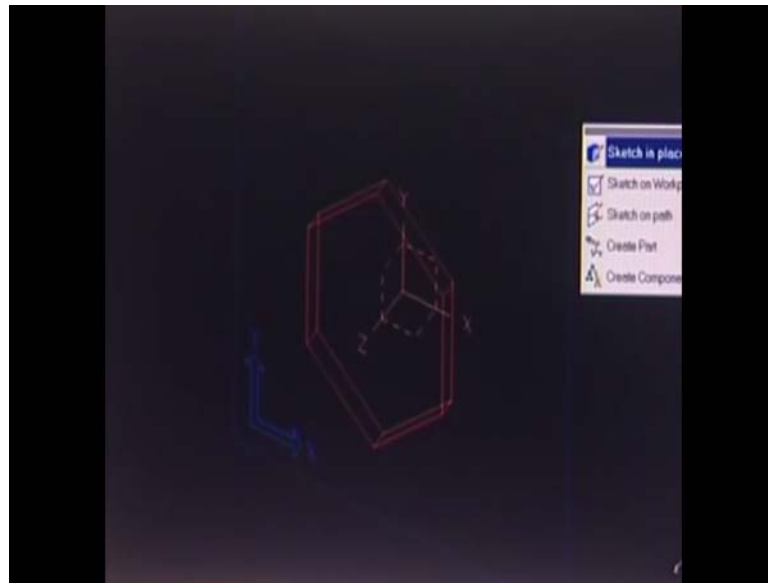 Y
X
Z
Sketch in plac
Sketch on Workp
Sketch on path
Create Part
Create Compone